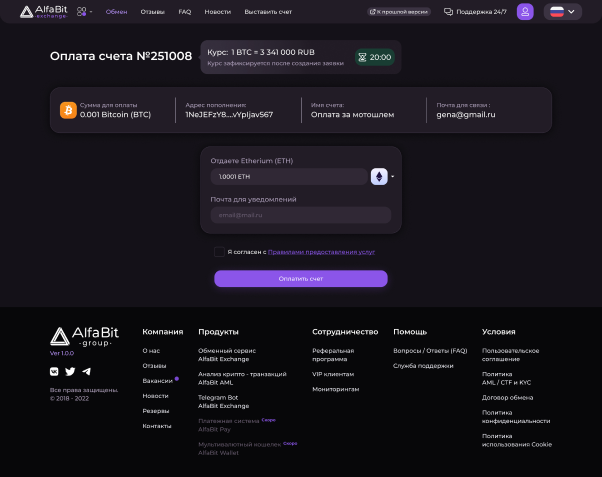 AlfaBit
-exchange-
Обмен
Отзывы
FAQ
Новости
Выставить счет
К прошлой версии
Поддержка 24/7
Оплата счета №251008
Курс: 1 BTC = 3 341 000 RUB
Курс зафиксируется после создания заявки
20:00
Сумма для оплаты
0.001 Bitcoin (BTC)
Адрес пополнения:
1NeJEFzY8...vYpIjav567
Имя счета:
Оплата за мотошлем
Почта для связи :
gena@gmail.ru
Отдаете Etherium (ETH)
1.0001 ETH
Почта для уведомлений
email@mail.ru
Я согласен с Правилами предоставления услуг
Оплатить счет
AlfaBit
-group-
Ver 1.0.0
Все права защищены.
© 2018 - 2022
Компания
О нас
Отзывы
Вакансии
Новости
Резервы
Контакты
Продукты
Обменный сервис
AlfaBit Exchange
Анализ крипто - транзакций
AlfaBit AML
Telegram Bot
AlfaBit Exchange
Платежная система Скоро
AlfaBit Pay
Мультивалютный кошелек Скоро
AlfaBit Wallet
Сотрудничество
Реферальная
программа
VIP клиентам
Мониторингам
Помощь
Вопросы / Ответы (FAQ)
Служба поддержки
Условия
Пользовательское
соглашение
Политика
AML / CTF и KYC
Договор обмена
Политика
конфиденциальности
Политика
использования Cookie